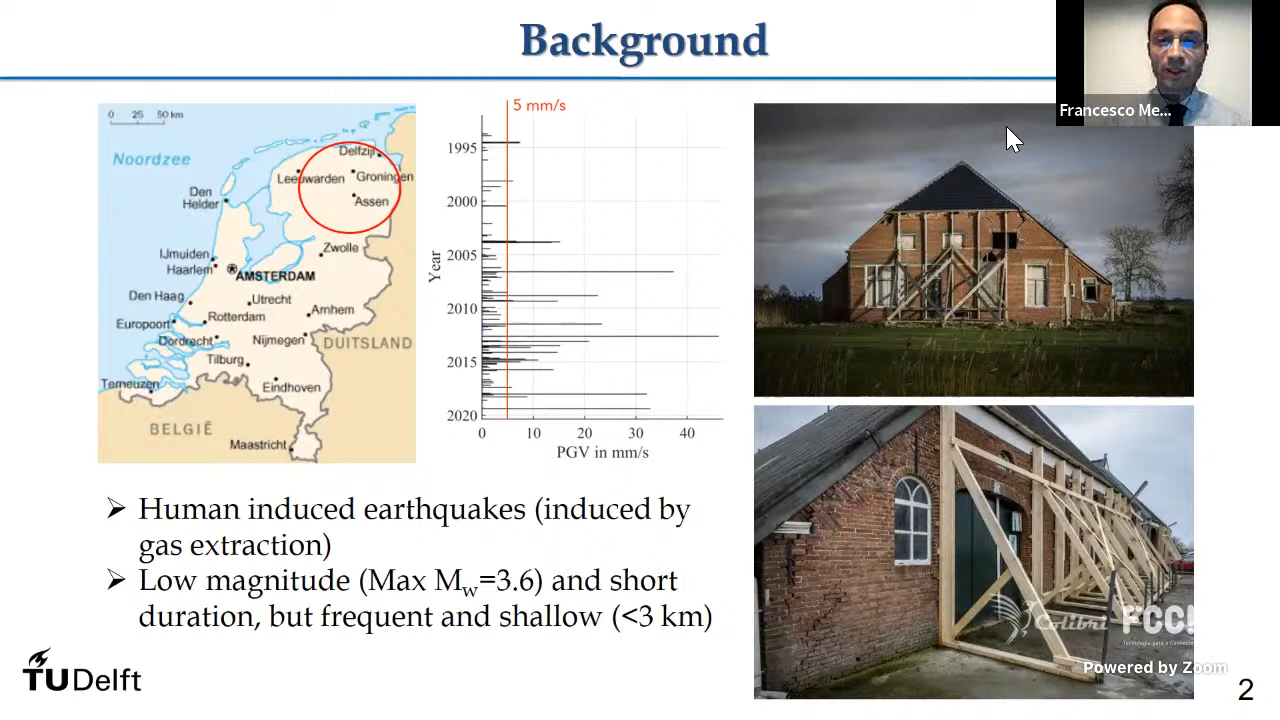 Background
Francesco Me...
0 25 50 km
Noordzee
Delfzijl
Leeuwarden
Groningen
Assen
Den
Helder
Zwolle
IJmuiden
Haarlem
AMSTERDAM
Utrecht
Den Haag
Arnhem
Rotterdam
Europoort
Dordrecht
Nijmegen
DUITSLAND
Tilburg
Eindhoven
Terneuzen
BELGIË
Maastricht
5 mm/s
Year
1995
2000
2005
2010
2015
2020
0 10 20 30 40
PGV in mm/s
➢ Human induced earthquakes (induced by
gas extraction)
➢ Low magnitude (Max Mw=3.6) and short
duration, but frequent and shallow (<3 km)
Colibri
FCCN
Powered by Zoom
TUDelft
2